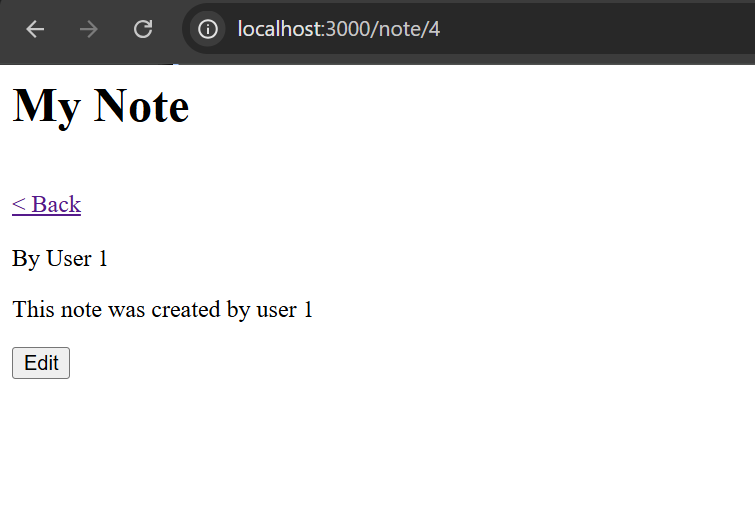 localhost:3000/note/4
My Note
< Back
By User 1
This note was created by user 1
Edit